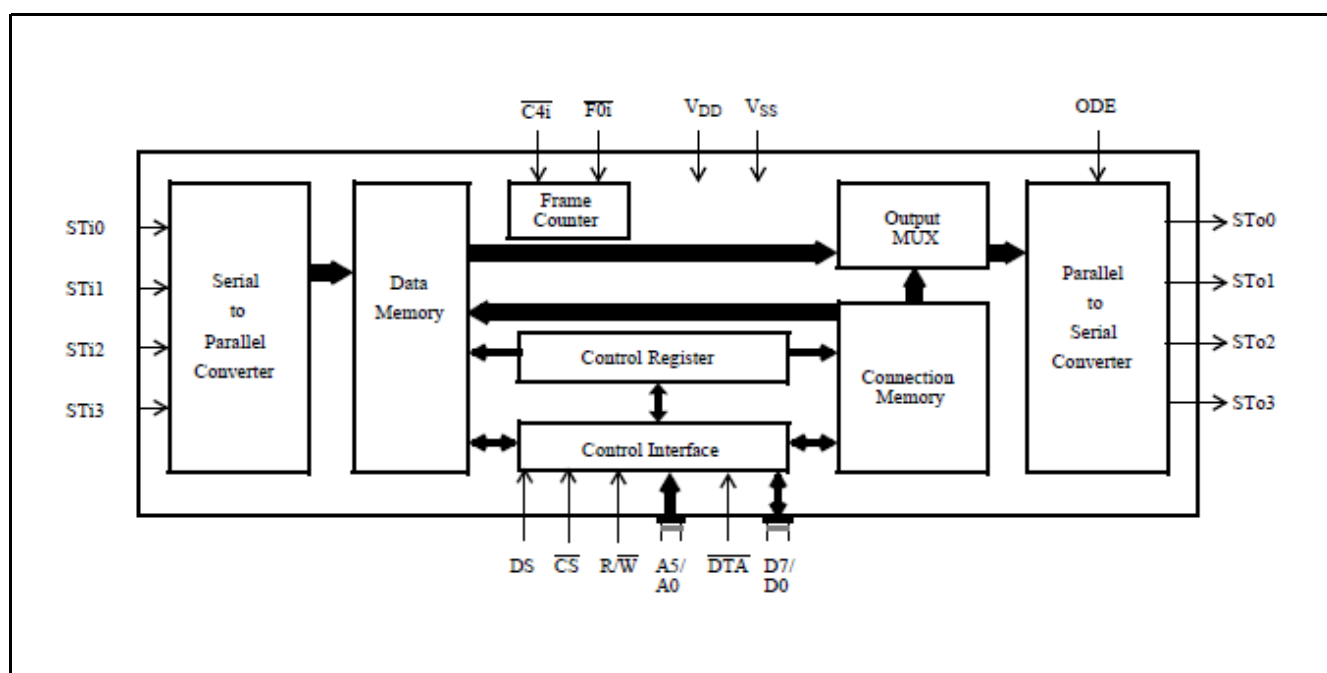 C4i F0i V_DD V_SS ODE
STi0
STi1
STi2
STi3
Serial
to
Parallel
Converter
Data
Memory
Frame
Counter
Output
MUX
Control Register
Connection
Memory
Control Interface
Parallel
to
Serial
Converter
STo0
STo1
STo2
STo3
DS CS R/W A5/ DTA D7/
A0 D0